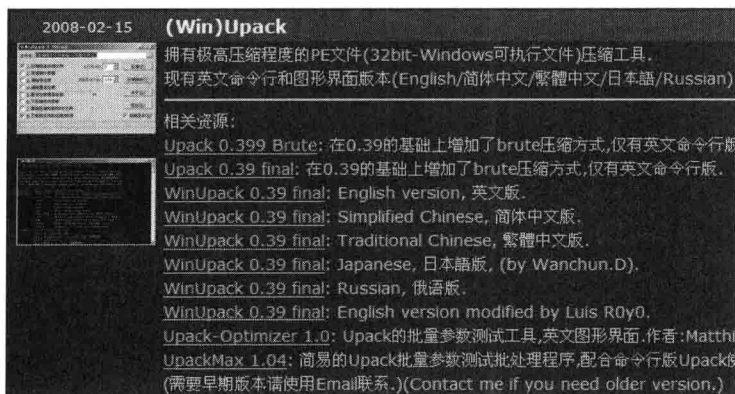 2008-02-15
(Win)Upack
拥有极高压缩程度的PE文件(32bit-Windows可执行文件)压缩工具.
现有英文命令行和图形界面版本(English/简体中文/繁體中文/日本語/Russian)
相关资源:
Upack 0.399 Brute: 在0.39的基础上增加了brute压缩方式,仅有英文命令行版
Upack 0.39 final: 在0.39的基础上增加了brute压缩方式,仅有英文命令行版.
WinUpack 0.39 final: English version, 英文版.
WinUpack 0.39 final: Simplified Chinese, 简体中文版.
WinUpack 0.39 final: Traditional Chinese, 繁體中文版.
WinUpack 0.39 final: Japanese, 日本語版, (by Wanchun.D).
WinUpack 0.39 final: Russian, 俄语版.
WinUpack 0.39 final: English version modified by Luis R0y0.
Upack-Optimizer 1.0: Upack的批量参数测试工具,英文图形界面.作者:Matthi
UpackMax 1.04: 简易的Upack批量参数测试批处理程序,配合命令行版Upack使
(需要早期版本请使用Email联系.)(Contact me if you need older version.)